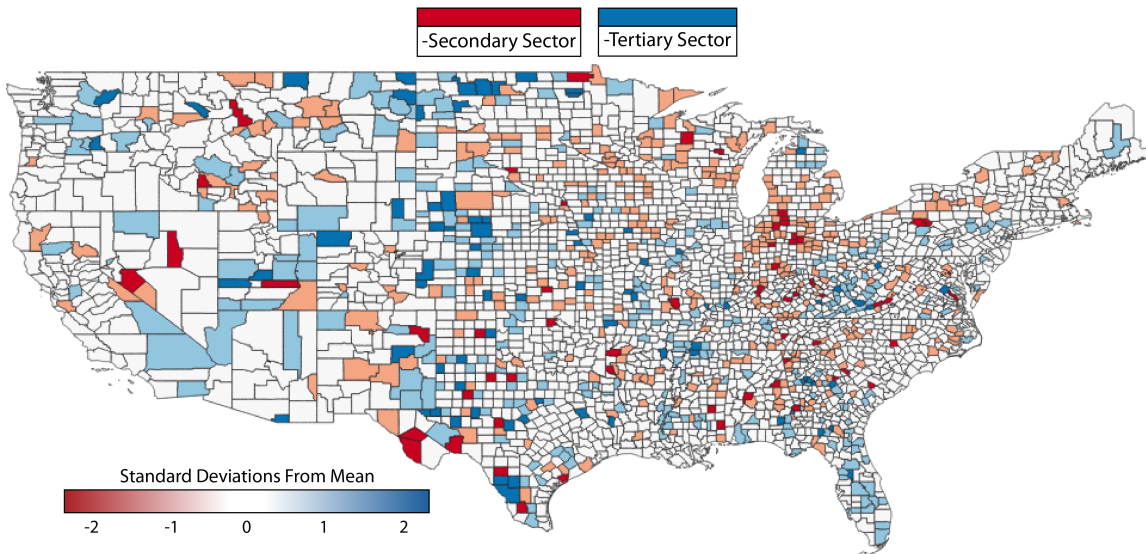 -Secondary Sector
-Tertiary Sector
Standard Deviations From Mean
-2 -1 0 1 2